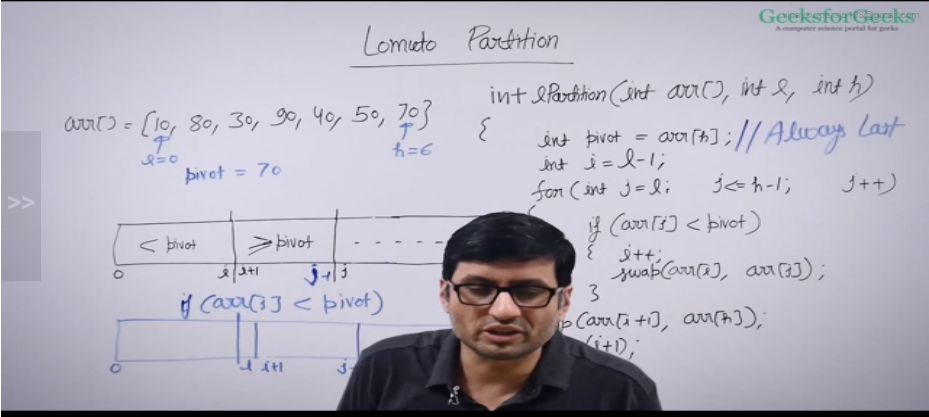 GeeksforGeeks
A computer science portal for geeks
Lomuto Partition
arr[] = {10, 80, 30, 90, 40, 50, 70}
l=0
h=6
pivot = 70
< pivot
≥ pivot
- - - - - -
0
i
i+1
j-1
j
if (arr[j] < pivot)
0
i
i+1
int lPartition(int arr[], int l, int h)
{
int pivot = arr[h]; // Always Last
int i = l-1;
for (int j=l; j<=h-1; j++)
{
if (arr[j] < pivot)
{ i++;
swap(arr[i], arr[j]);
}
(arr[i+1], arr[h]);
(i+1);
>>